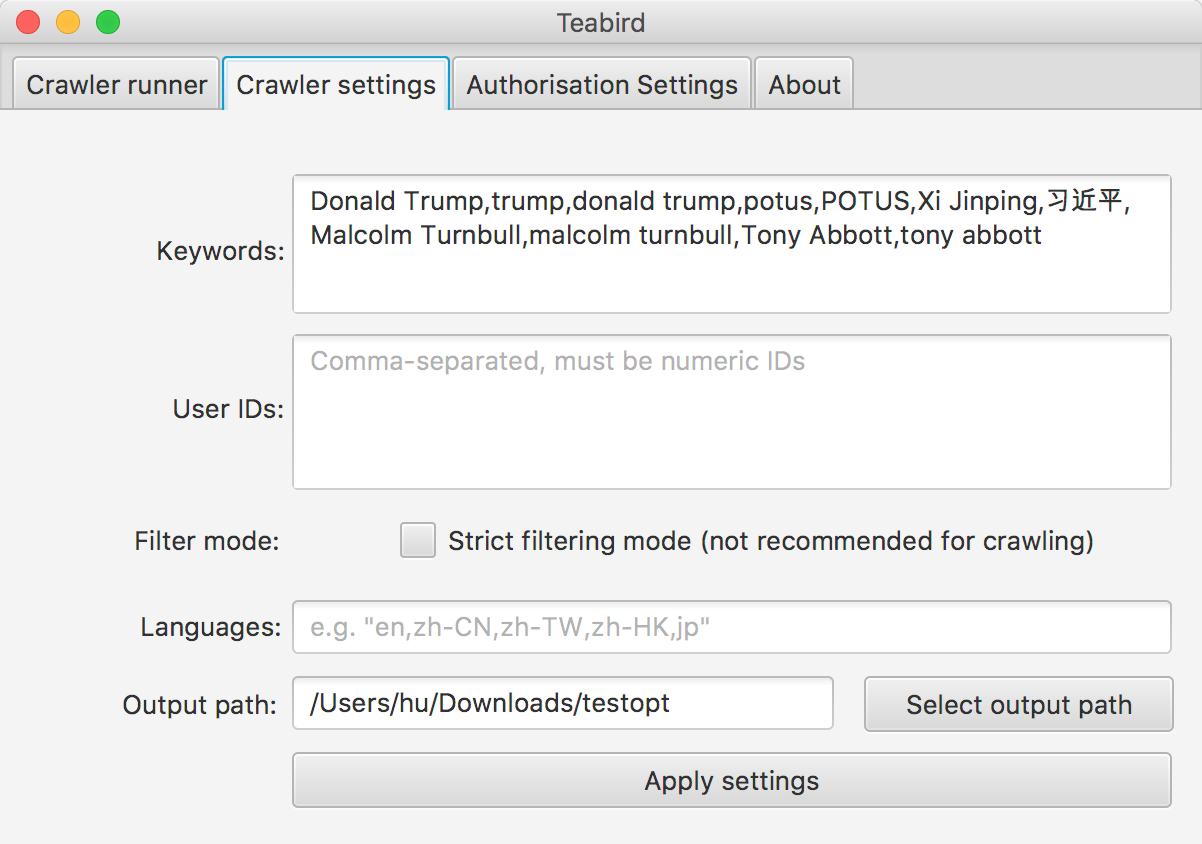 Teabird
Crawler runner
Crawler settings
Authorisation Settings
About
Keywords:
Donald Trump,trump,donald trump,potus,POTUS,Xi Jinping,习近平,
Malcolm Turnbull,malcolm turnbull,Tony Abbott,tony abbott
User IDs:
Comma-separated, must be numeric IDs
Filter mode:
Strict filtering mode (not recommended for crawling)
Languages:
e.g. "en,zh-CN,zh-TW,zh-HK,jp"
Output path:
/Users/hu/Downloads/testopt
Select output path
Apply settings